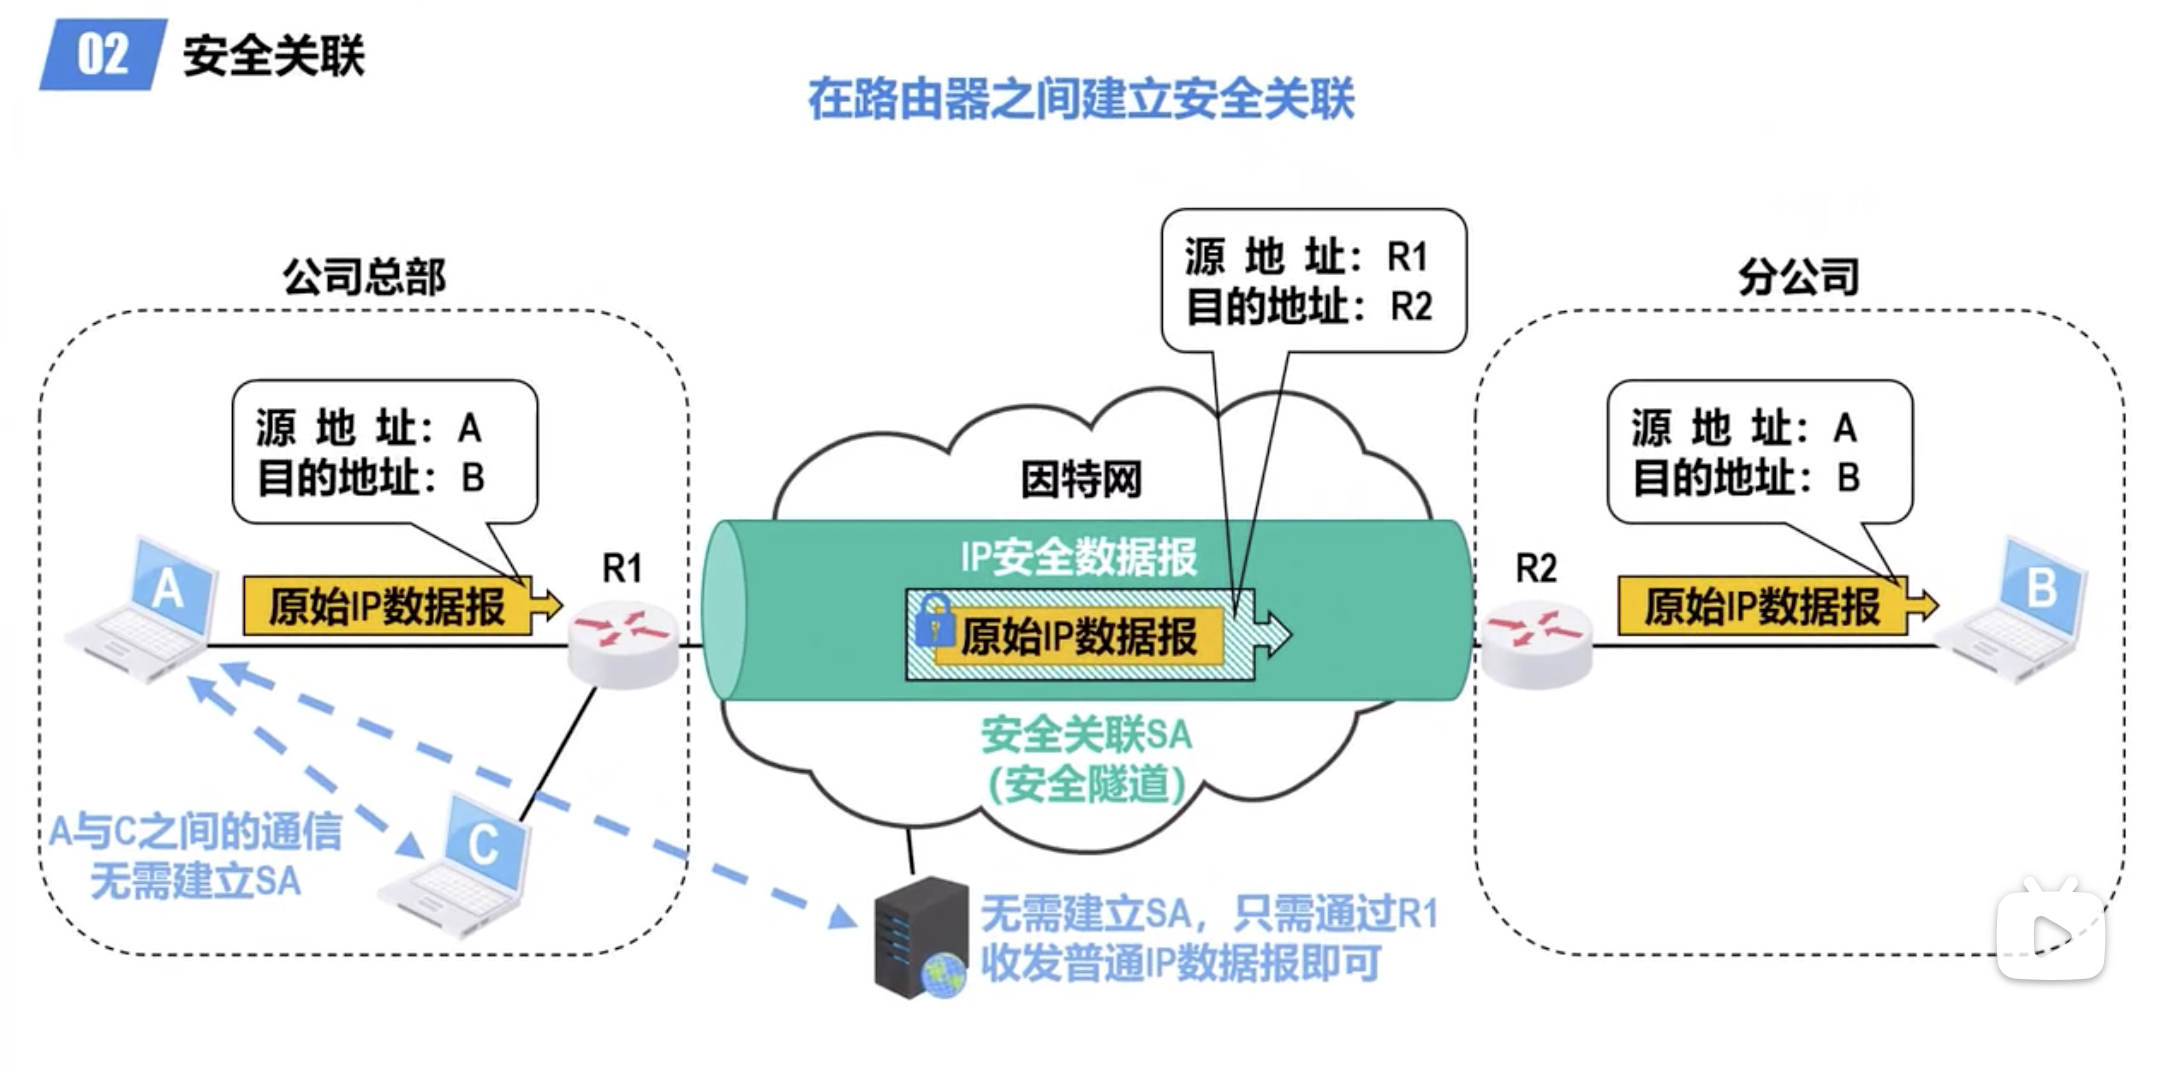 02 安全关联
在路由器之间建立安全关联
公司总部
源 地 址：A
目的地址：B
A
原始IP数据报
R1
A与C之间的通信
无需建立SA
C
源 地 址：R1
目的地址：R2
因特网
IP安全数据报
原始IP数据报
安全关联SA
（安全隧道）
无需建立SA，只需通过R1
收发普通IP数据报即可
分公司
源 地 址：A
目的地址：B
R2
原始IP数据报
B